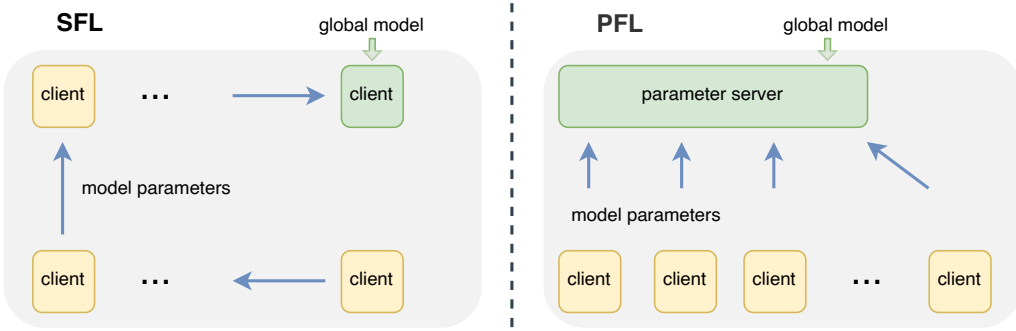 SFL
global model
client
...
client
model parameters
client
...
client
PFL
global model
parameter server
model parameters
client
client
client
...
client